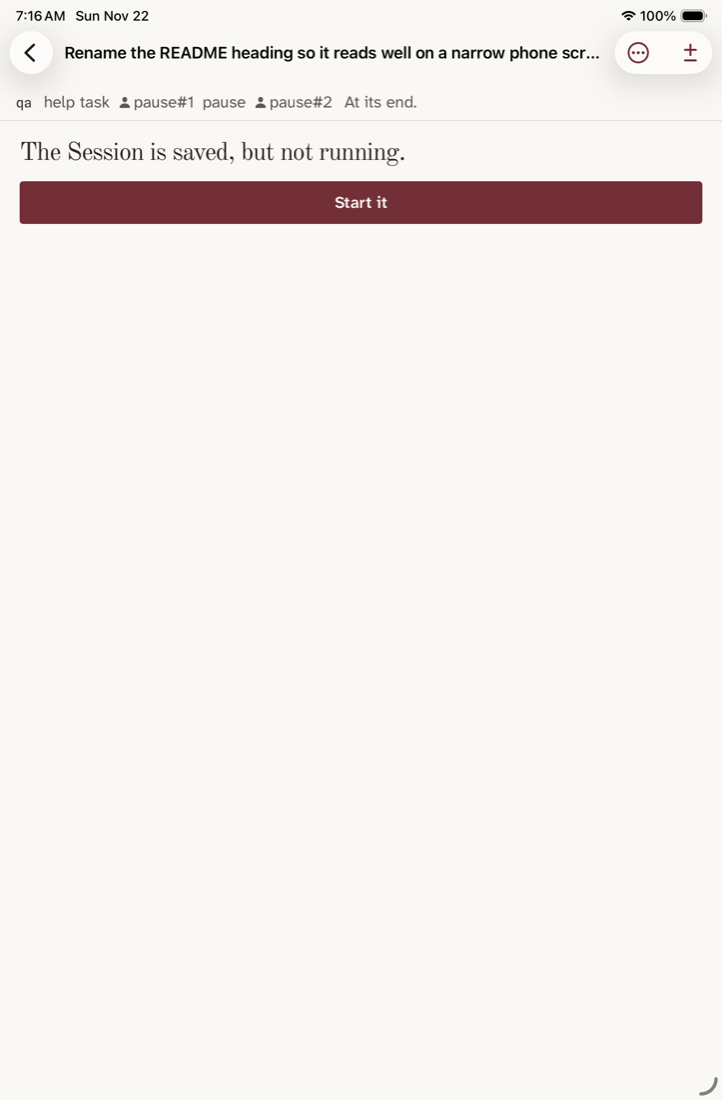 7:16 AM Sun Nov 22 100%
Rename the README heading so it reads well on a narrow phone scr...
qa help task pause#1 pause pause#2 At its end.
The Session is saved, but not running.
Start it